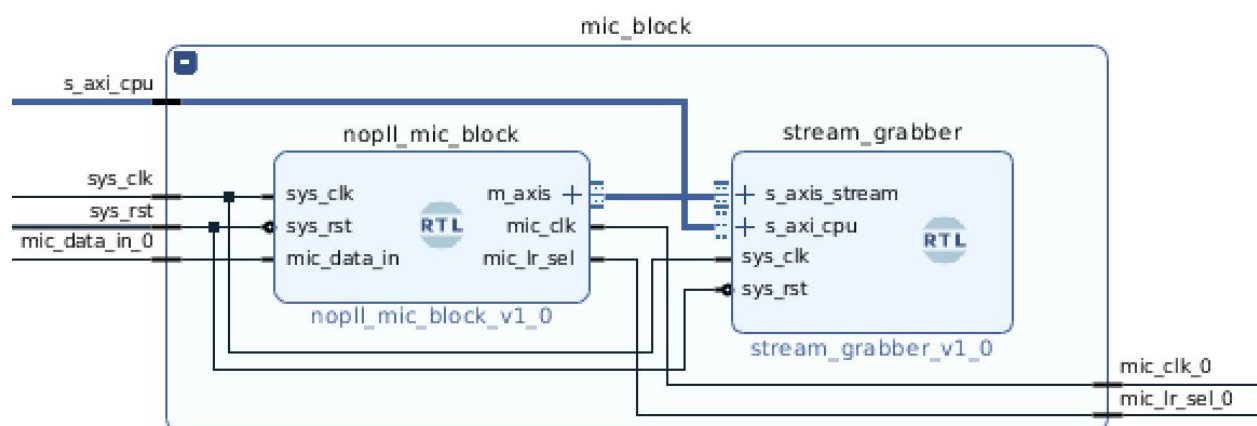 mic_block
s_axi_cpu
sys_clk
sys_rst
mic_data_in_0
nopll_mic_block
sys_clk
sys_rst
mic_data_in
m_axis
mic_clk
mic_lr_sel
RTL
nopll_mic_block_v1_0
stream_grabber
s_axis_stream
s_axi_cpu
sys_clk
sys_rst
RTL
stream_grabber_v1_0
mic_clk_0
mic_lr_sel_0